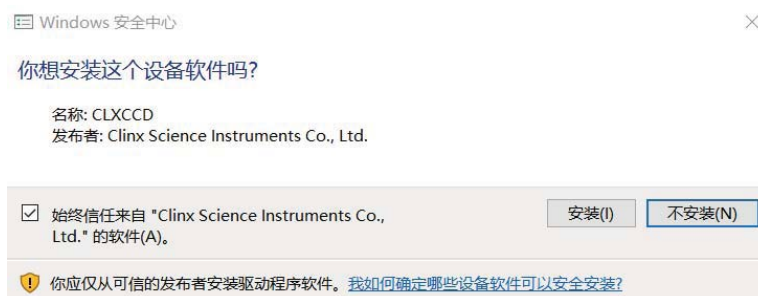 Windows 安全中心
你想安装这个设备软件吗?
名称: CLXCCD
发布者: Clinx Science Instruments Co., Ltd.
始终信任来自 "Clinx Science Instruments Co.,
Ltd." 的软件(A)。
安装(I)
不安装(N)
你应仅从可信的发布者安装驱动程序软件。我如何确定哪些设备软件可以安全安装?